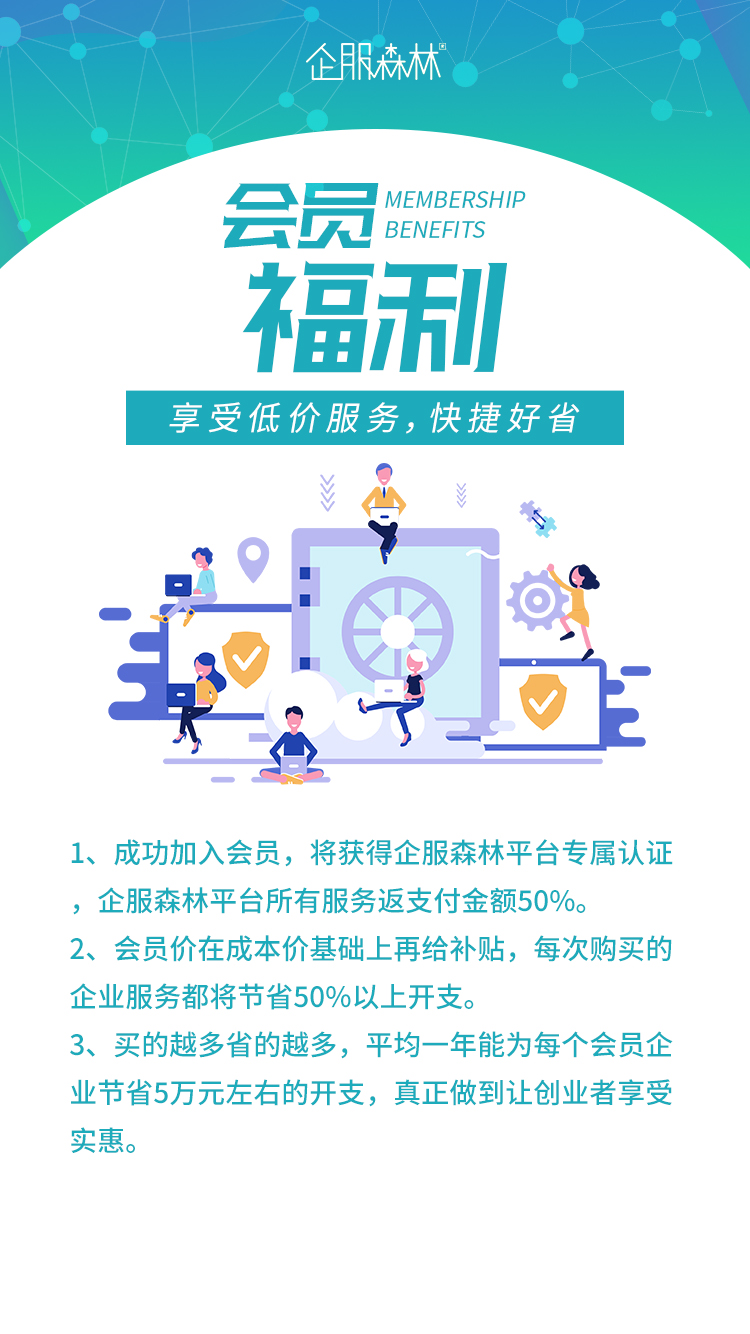 企服森林
会员
MEMBERSHIP
BENEFITS
福利
享受低价服务，快捷好省
1、成功加入会员，将获得企服森林平台专属认证
，企服森林平台所有服务返支付金额50%。
2、会员价在成本价基础上再给补贴，每次购买的
企业服务都将节省50%以上开支。
3、买的越多省的越多，平均一年能为每个会员企
业节省5万元左右的开支，真正做到让创业者享受
实惠。